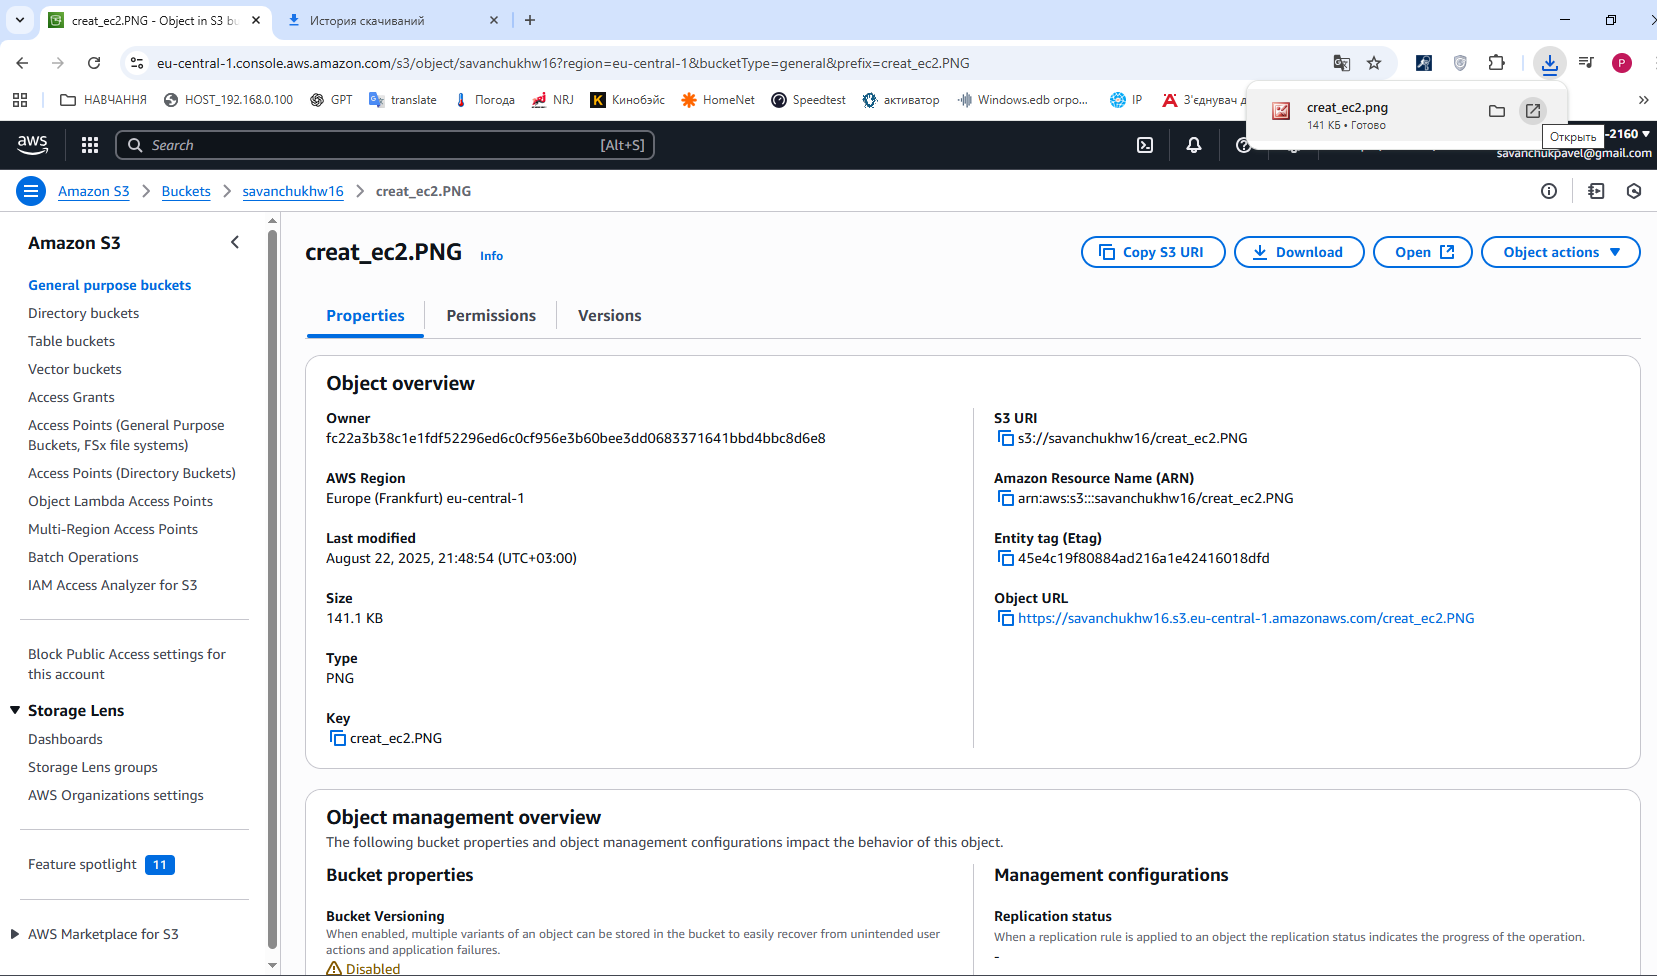 creat_ec2.PNG - Object in S3 bu
История скачиваний
eu-central-1.console.aws.amazon.com/s3/object/savanchukhw16?region=eu-central-1&bucketType=general&prefix=creat_ec2.PNG
P
НАВЧАННЯ
HOST_192.168.0.100
GPT
translate
Погода
NRJ
Кинобэйс
HomeNet
Speedtest
активатор
Windows.edb огро...
IP
З'єднувач д
creat_ec2.png
141 КБ • Готово
Открыть
aws
Search
[Alt+S]
-2160
savanchukpavel@gmail.com
Amazon S3
Buckets
savanchukhw16
creat_ec2.PNG
Amazon S3
General purpose buckets
Directory buckets
Table buckets
Vector buckets
Access Grants
Access Points (General Purpose
Buckets, FSx file systems)
Access Points (Directory Buckets)
Object Lambda Access Points
Multi-Region Access Points
Batch Operations
IAM Access Analyzer for S3
Block Public Access settings for
this account
Storage Lens
Dashboards
Storage Lens groups
AWS Organizations settings
Feature spotlight 11
AWS Marketplace for S3
creat_ec2.PNG Info
Copy S3 URI
Download
Open
Object actions
Properties
Permissions
Versions
Object overview
Owner
fc22a3b38c1e1fdf52296ed6c0cf956e3b60bee3dd0683371641bbd4bbc8d6e8
AWS Region
Europe (Frankfurt) eu-central-1
Last modified
August 22, 2025, 21:48:54 (UTC+03:00)
Size
141.1 KB
Type
PNG
Key
creat_ec2.PNG
S3 URI
s3://savanchukhw16/creat_ec2.PNG
Amazon Resource Name (ARN)
arn:aws:s3:::savanchukhw16/creat_ec2.PNG
Entity tag (Etag)
45e4c19f80884ad216a1e42416018dfd
Object URL
https://savanchukhw16.s3.eu-central-1.amazonaws.com/creat_ec2.PNG
Object management overview
The following bucket properties and object management configurations impact the behavior of this object.
Bucket properties
Bucket Versioning
When enabled, multiple variants of an object can be stored in the bucket to easily recover from unintended user
actions and application failures.
Disabled
Management configurations
Replication status
When a replication rule is applied to an object the replication status indicates the progress of the operation.
-